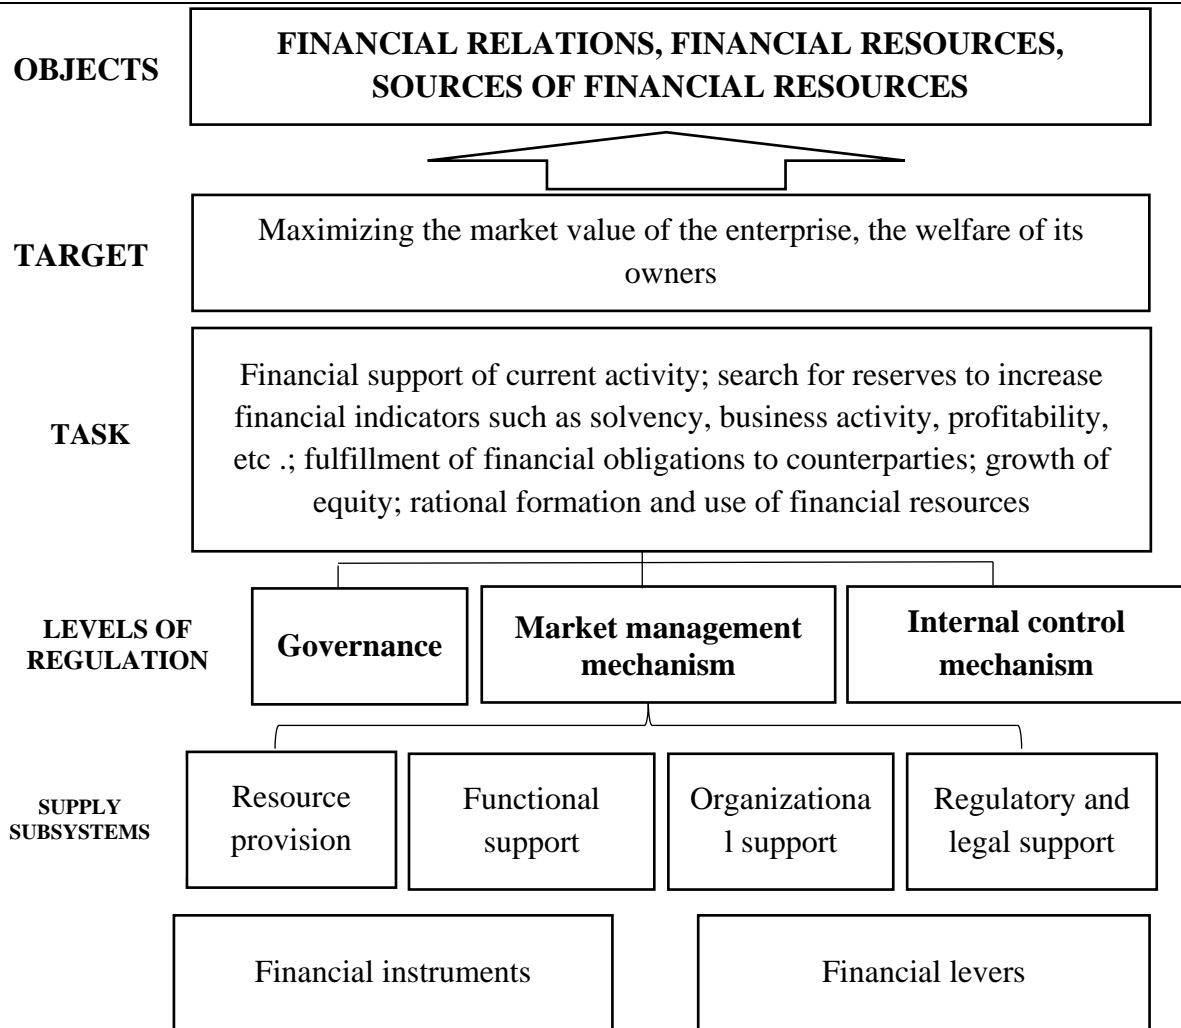 OBJECTS
FINANCIAL RELATIONS, FINANCIAL RESOURCES,
SOURCES OF FINANCIAL RESOURCES
TARGET
Maximizing the market value of the enterprise, the welfare of its
owners
TASK
Financial support of current activity; search for reserves to increase
financial indicators such as solvency, business activity, profitability,
etc .; fulfillment of financial obligations to counterparties; growth of
equity; rational formation and use of financial resources
LEVELS OF
REGULATION
Governance
Market management
mechanism
Internal control
mechanism
SUPPLY
SUBSYSTEMS
Resource
provision
Functional
support
Organizationa
l support
Regulatory and
legal support
Financial instruments
Financial levers